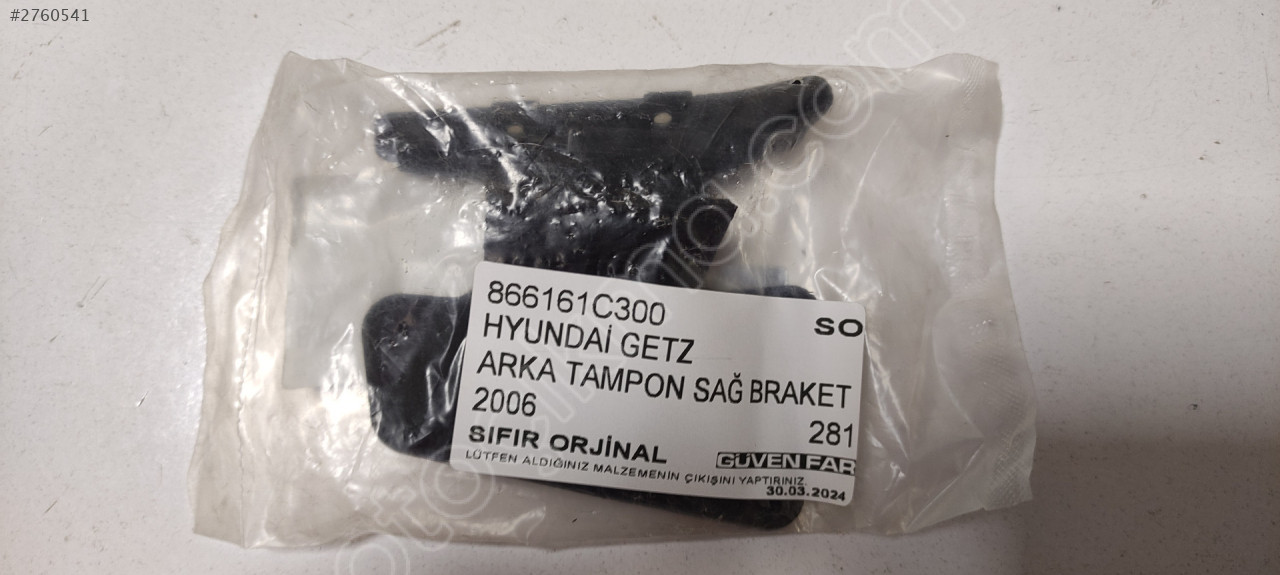 #2760541
866161C300
SO
HYUNDAİ GETZ
ARKA TAMPON SAĞ BRAKET
2006
281
SIFIR ORJİNAL
GÜVEN FAR
LÜTFEN ALDIĞINIZ MALZEMENİN ÇIKIŞINI YAPTIRINIZ.
30.03.2024